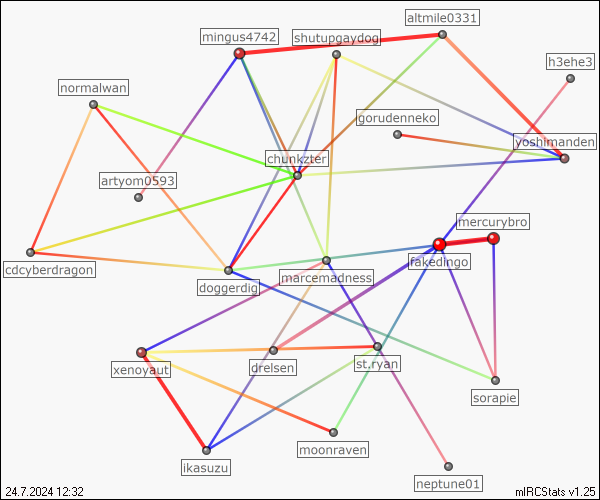 altmile0331
mingus4742
shutupgaydog
h3ehe3
normalwan
gorudenneko
yoshimanden
chunkzter
artyom0593
mercurybro
fakedingo
cdcyberdragon
marcemadness
doggerdig
xenoyaut
drelsen
st.ryan
sorapie
moonraven
ikasuzu
neptune01
24.7.2024 12:32
mIRCStats v1.25